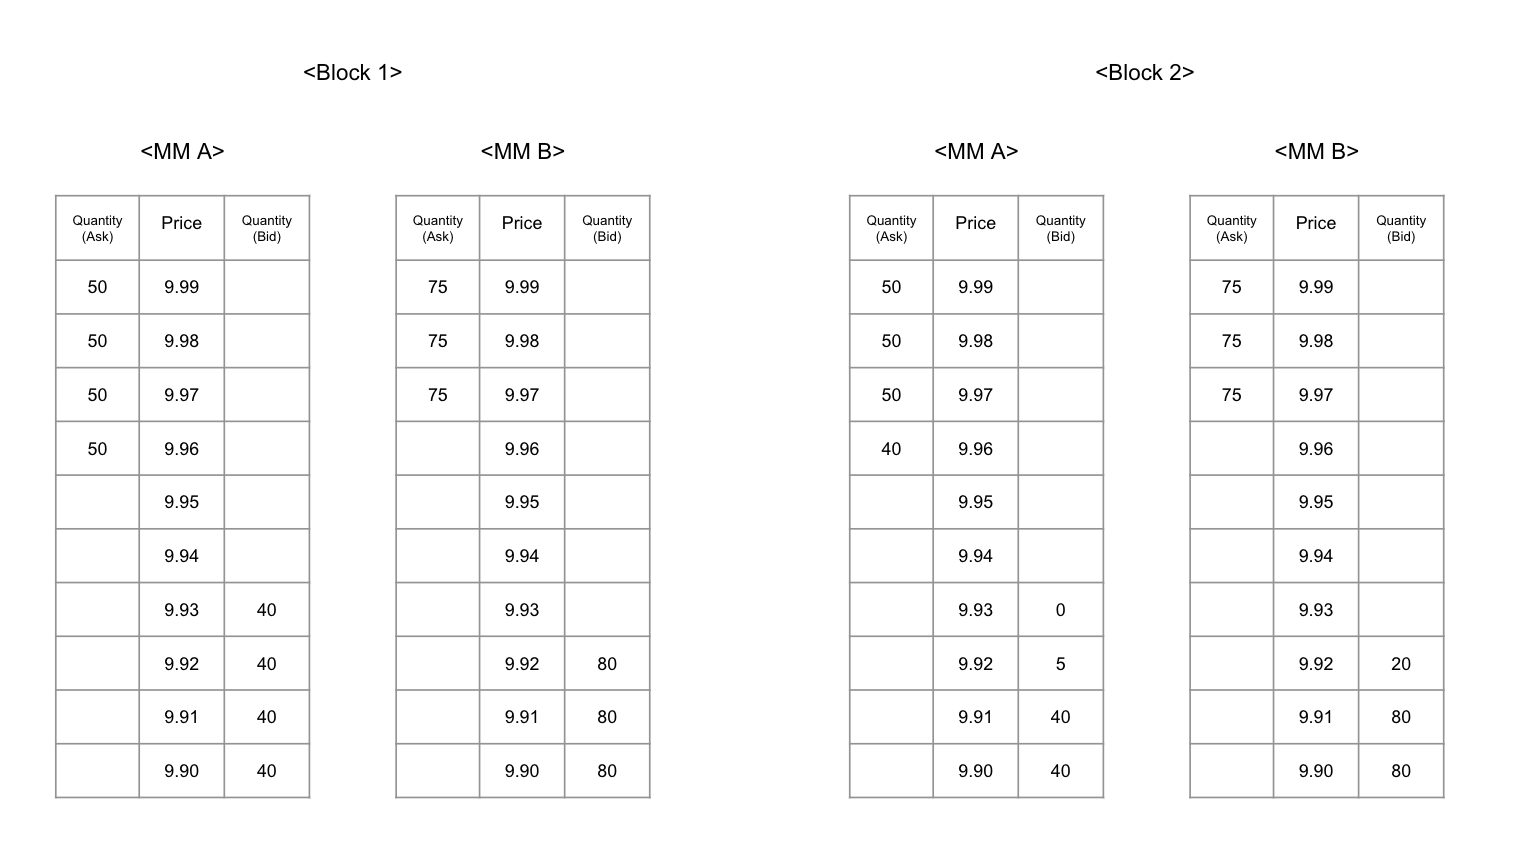 <Block 1>
<Block 2>
<MM A>
<MM B>
<MM A>
<MM B>
Quantity (Ask) Price Quantity (Bid) Quantity (Ask) Price Quantity (Bid) Quantity (Ask) Price Quantity (Bid) Quantity (Ask) Price Quantity (Bid)
50 9.99 75 9.99 50 9.99 75 9.99
50 9.98 75 9.98 50 9.98 75 9.98
50 9.97 75 9.97 50 9.97 75 9.97
50 9.96 9.96 40 9.96 9.96
9.95 9.95 9.95 9.95
9.94 9.94 9.94 9.94
9.93 40 9.93 9.93 0 9.93
9.92 40 9.92 80 9.92 5 9.92 20
9.91 40 9.91 80 9.91 40 9.91 80
9.90 40 9.90 80 9.90 40 9.90 80